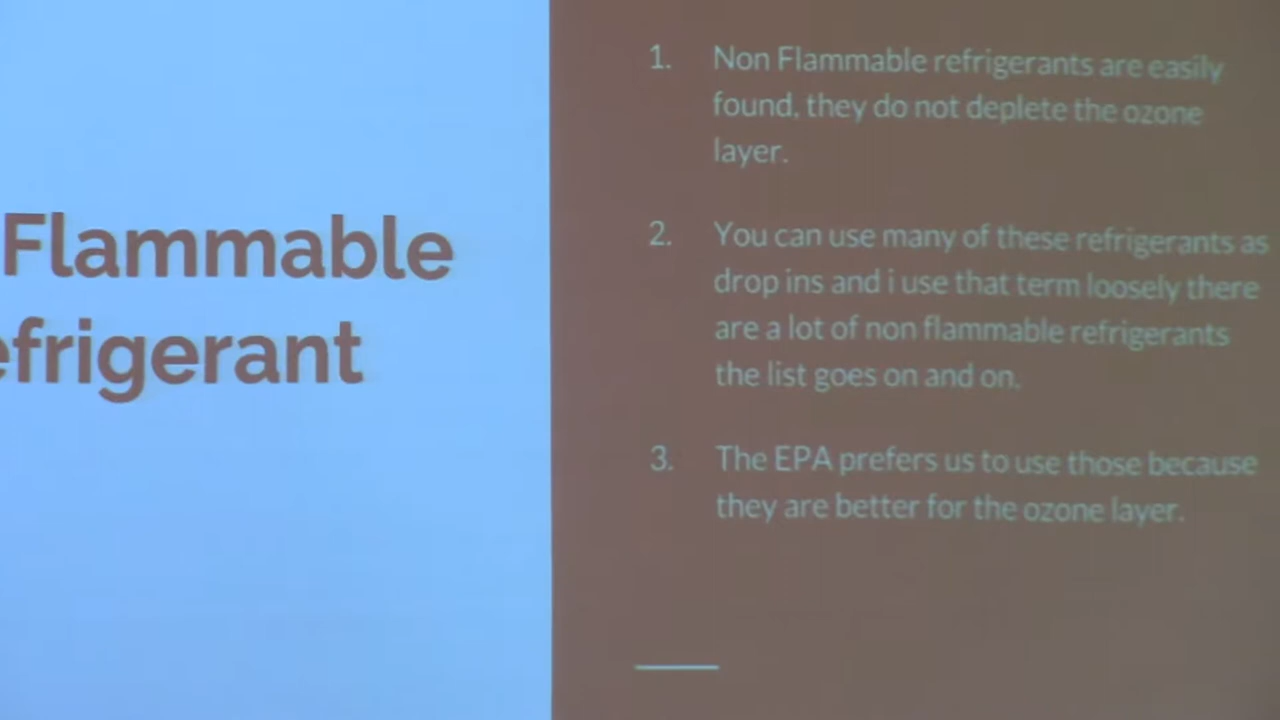 Flammable
efrigerant
1. Non Flammable refrigerants are easily
found, they do not deplete the ozone
layer.
2. You can use many of these refrigerants as
drop ins and i use that term loosely there
are a lot of non flammable refrigerants
the list goes on and on.
3. The EPA prefers us to use those because
they are better for the ozone layer.